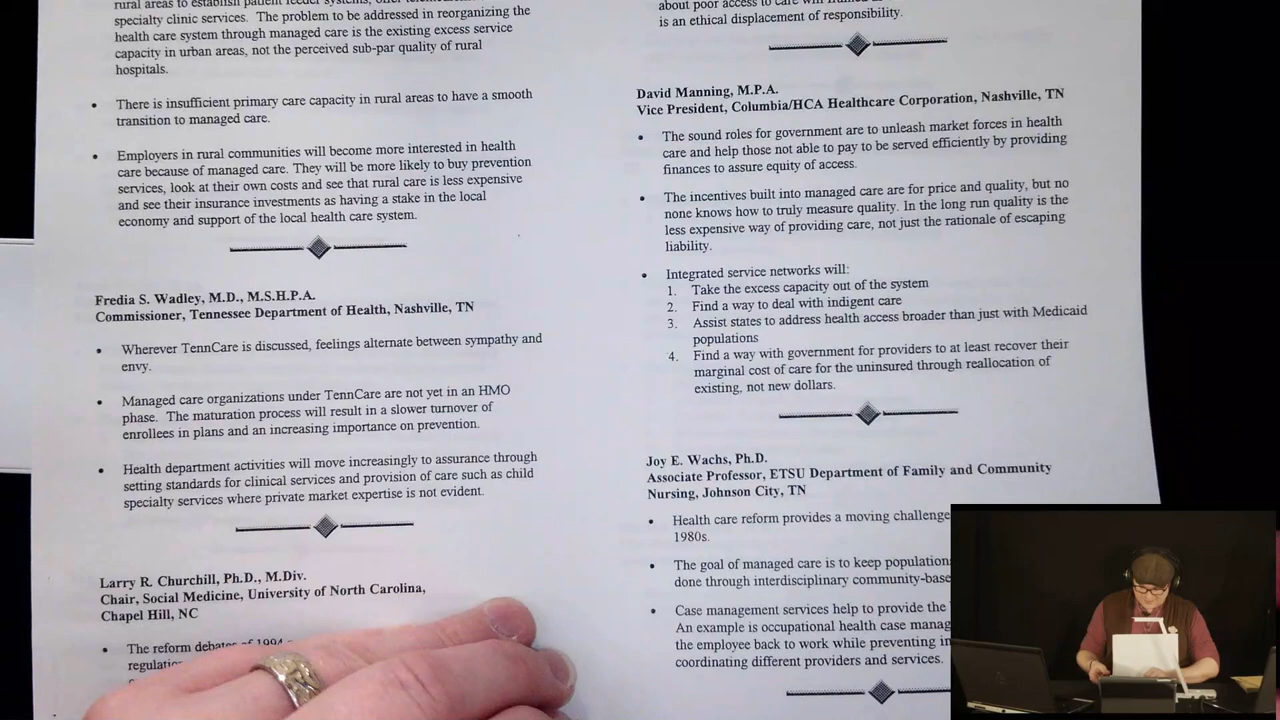 rural areas to establish patient feeder systems, offer
specialty clinic services. The problem to be addressed in reorganizing the
health care system through managed care is the existing excess service
capacity in urban areas, not the perceived sub-par quality of rural
hospitals.
• There is insufficient primary care capacity in rural areas to have a smooth
transition to managed care.
• Employers in rural communities will become more interested in health
care because of managed care. They will be more likely to buy prevention
services, look at their own costs and see that rural care is less expensive
and see their insurance investments as having a stake in the local
economy and support of the local health care system.
Fredia S. Wadley, M.D., M.S.H.P.A.
Commissioner, Tennessee Department of Health, Nashville, TN
• Wherever TennCare is discussed, feelings alternate between sympathy and
envy.
• Managed care organizations under TennCare are not yet in an HMO
phase. The maturation process will result in a slower turnover of
enrollees in plans and an increasing importance on prevention.
• Health department activities will move increasingly to assurance through
setting standards for clinical services and provision of care such as child
specialty services where private market expertise is not evident.
Larry R. Churchill, Ph.D., M.Div.
Chair, Social Medicine, University of North Carolina,
Chapel Hill, NC
• The reform debate of 1994
about poor access to care will
is an ethical displacement of responsibility.
David Manning, M.P.A.
Vice President, Columbia/HCA Healthcare Corporation, Nashville, TN
• The sound roles for government are to unleash market forces in health
care and help those not able to pay to be served efficiently by providing
finances to assure equity of access.
• The incentives built into managed care are for price and quality, but no
none knows how to truly measure quality. In the long run quality is the
less expensive way of providing care, not just the rationale of escaping
liability.
• Integrated service networks will:
1. Take the excess capacity out of the system
2. Find a way to deal with indigent care
3. Assist states to address health access broader than just with Medicaid
populations
4. Find a way with government for providers to at least recover their
marginal cost of care for the uninsured through reallocation of
existing, not new dollars.
Joy E. Wachs, Ph.D.
Associate Professor, ETSU Department of Family and Community
Nursing, Johnson City, TN
• Health care reform provides a moving challenge
1980s.
• The goal of managed care is to keep populations
done through interdisciplinary community-base
• Case management services help to provide the
An example is occupational health case manag
the employee back to work while preventing in
coordinating different providers and services.